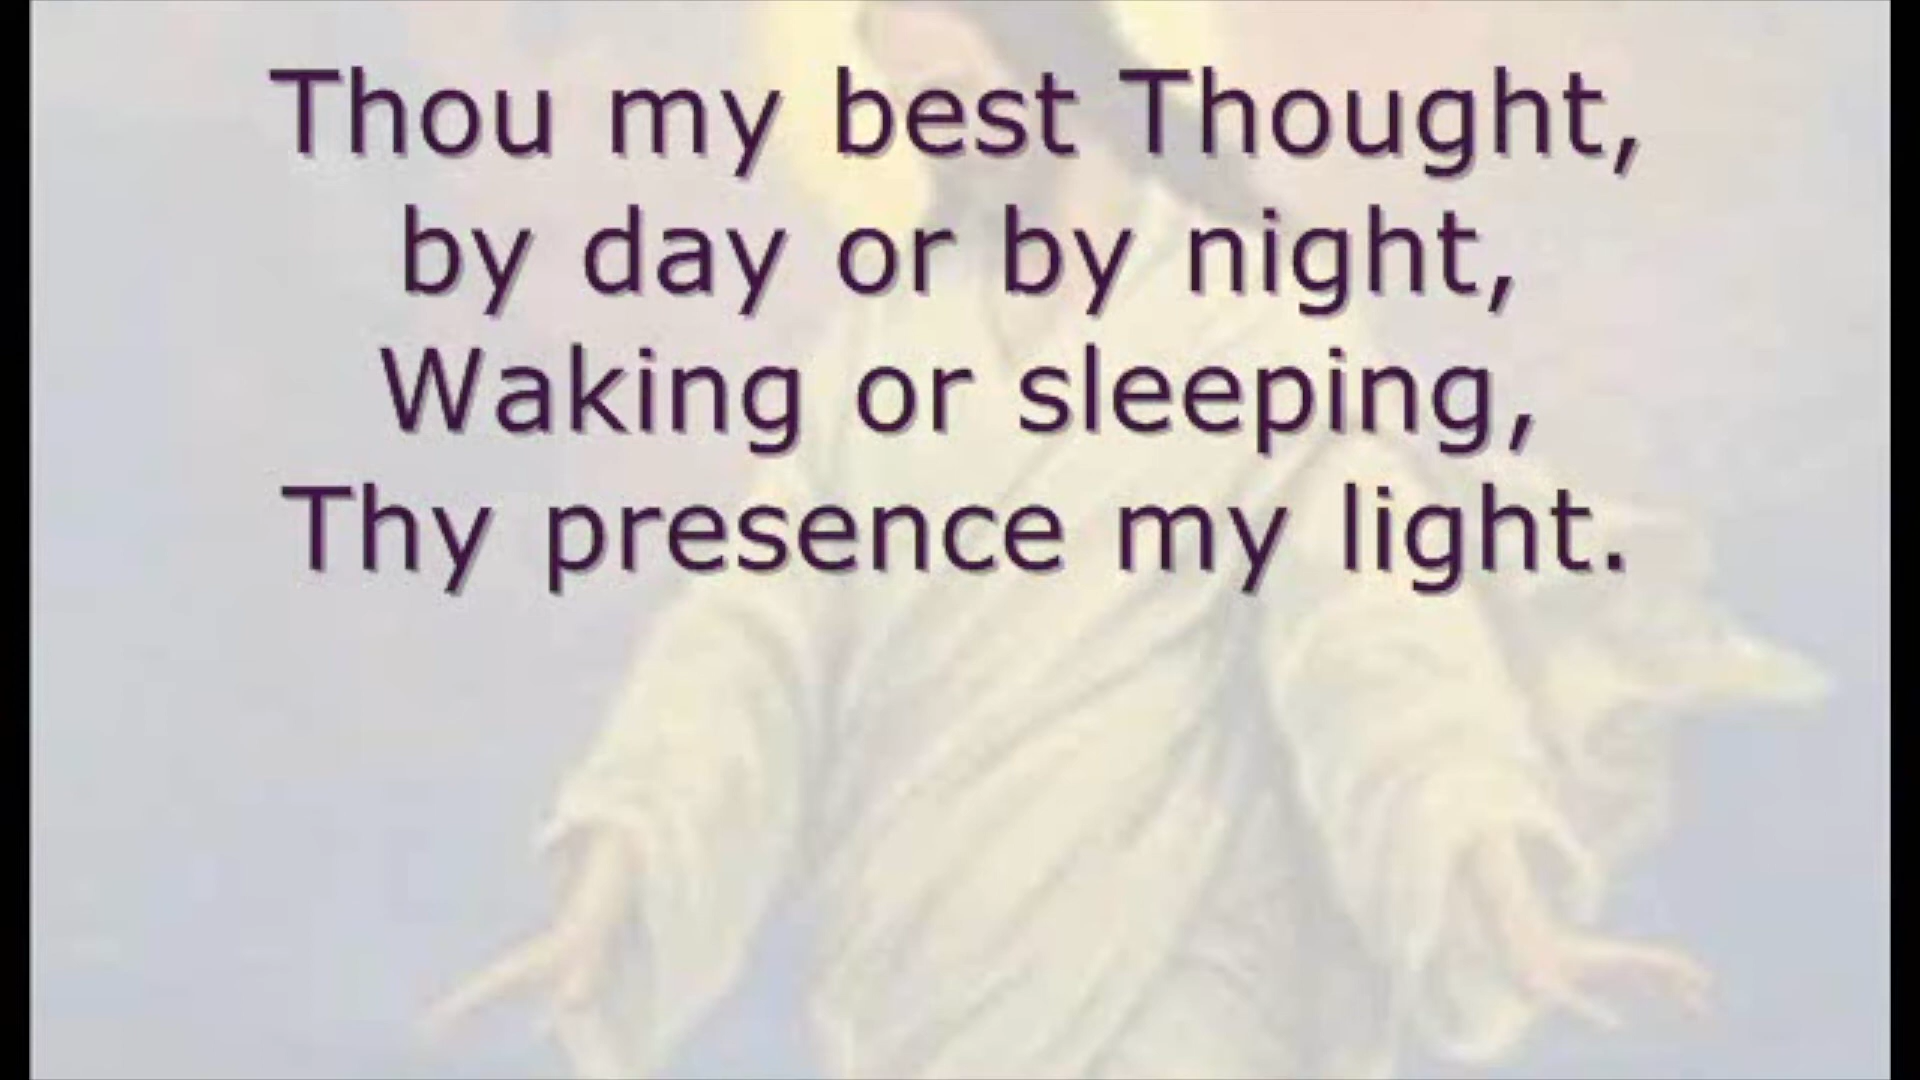 Thou my best Thought,
by day or by night,
Waking or sleeping,
Thy presence my light.